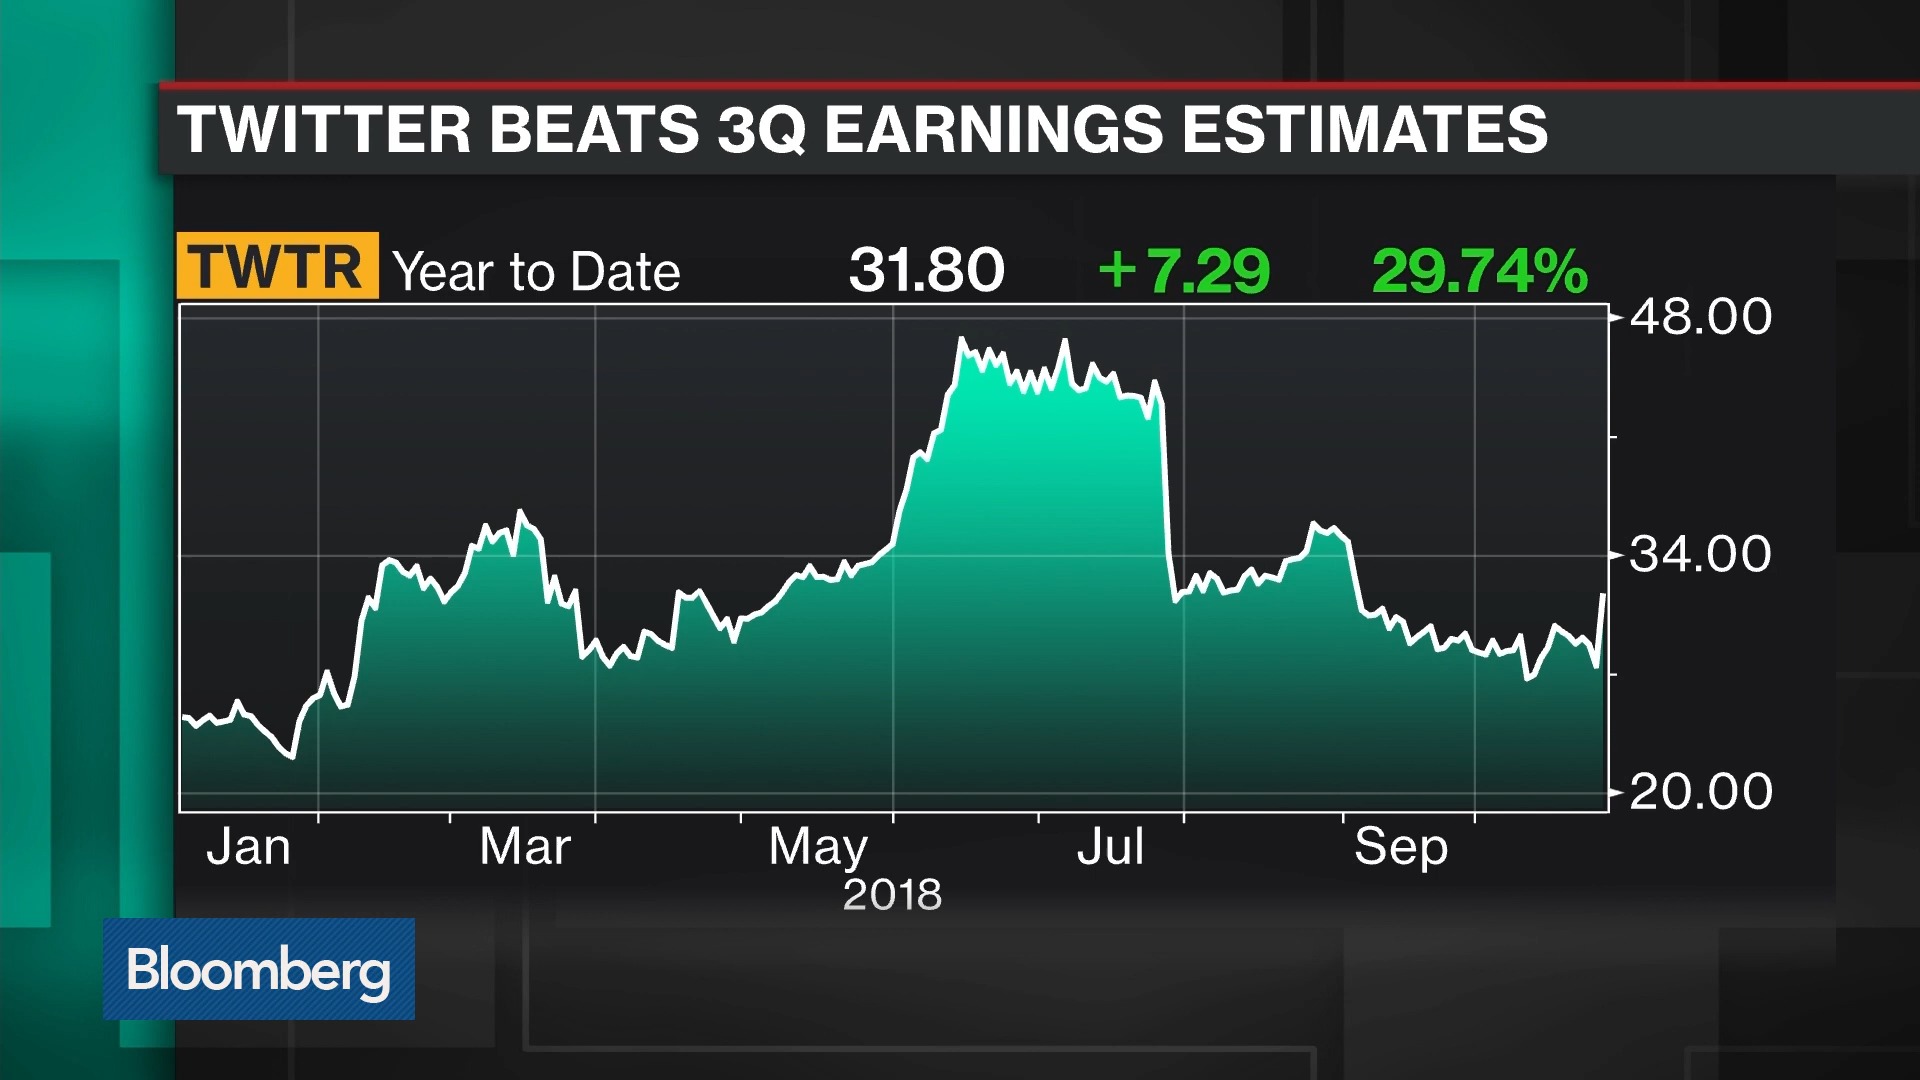 TWITTER BEATS 3Q EARNINGS ESTIMATES
TWTR Year to Date 31.80 +7.29 29.74%
48.00
34.00
20.00
Jan Mar May Jul Sep
2018
Bloomberg